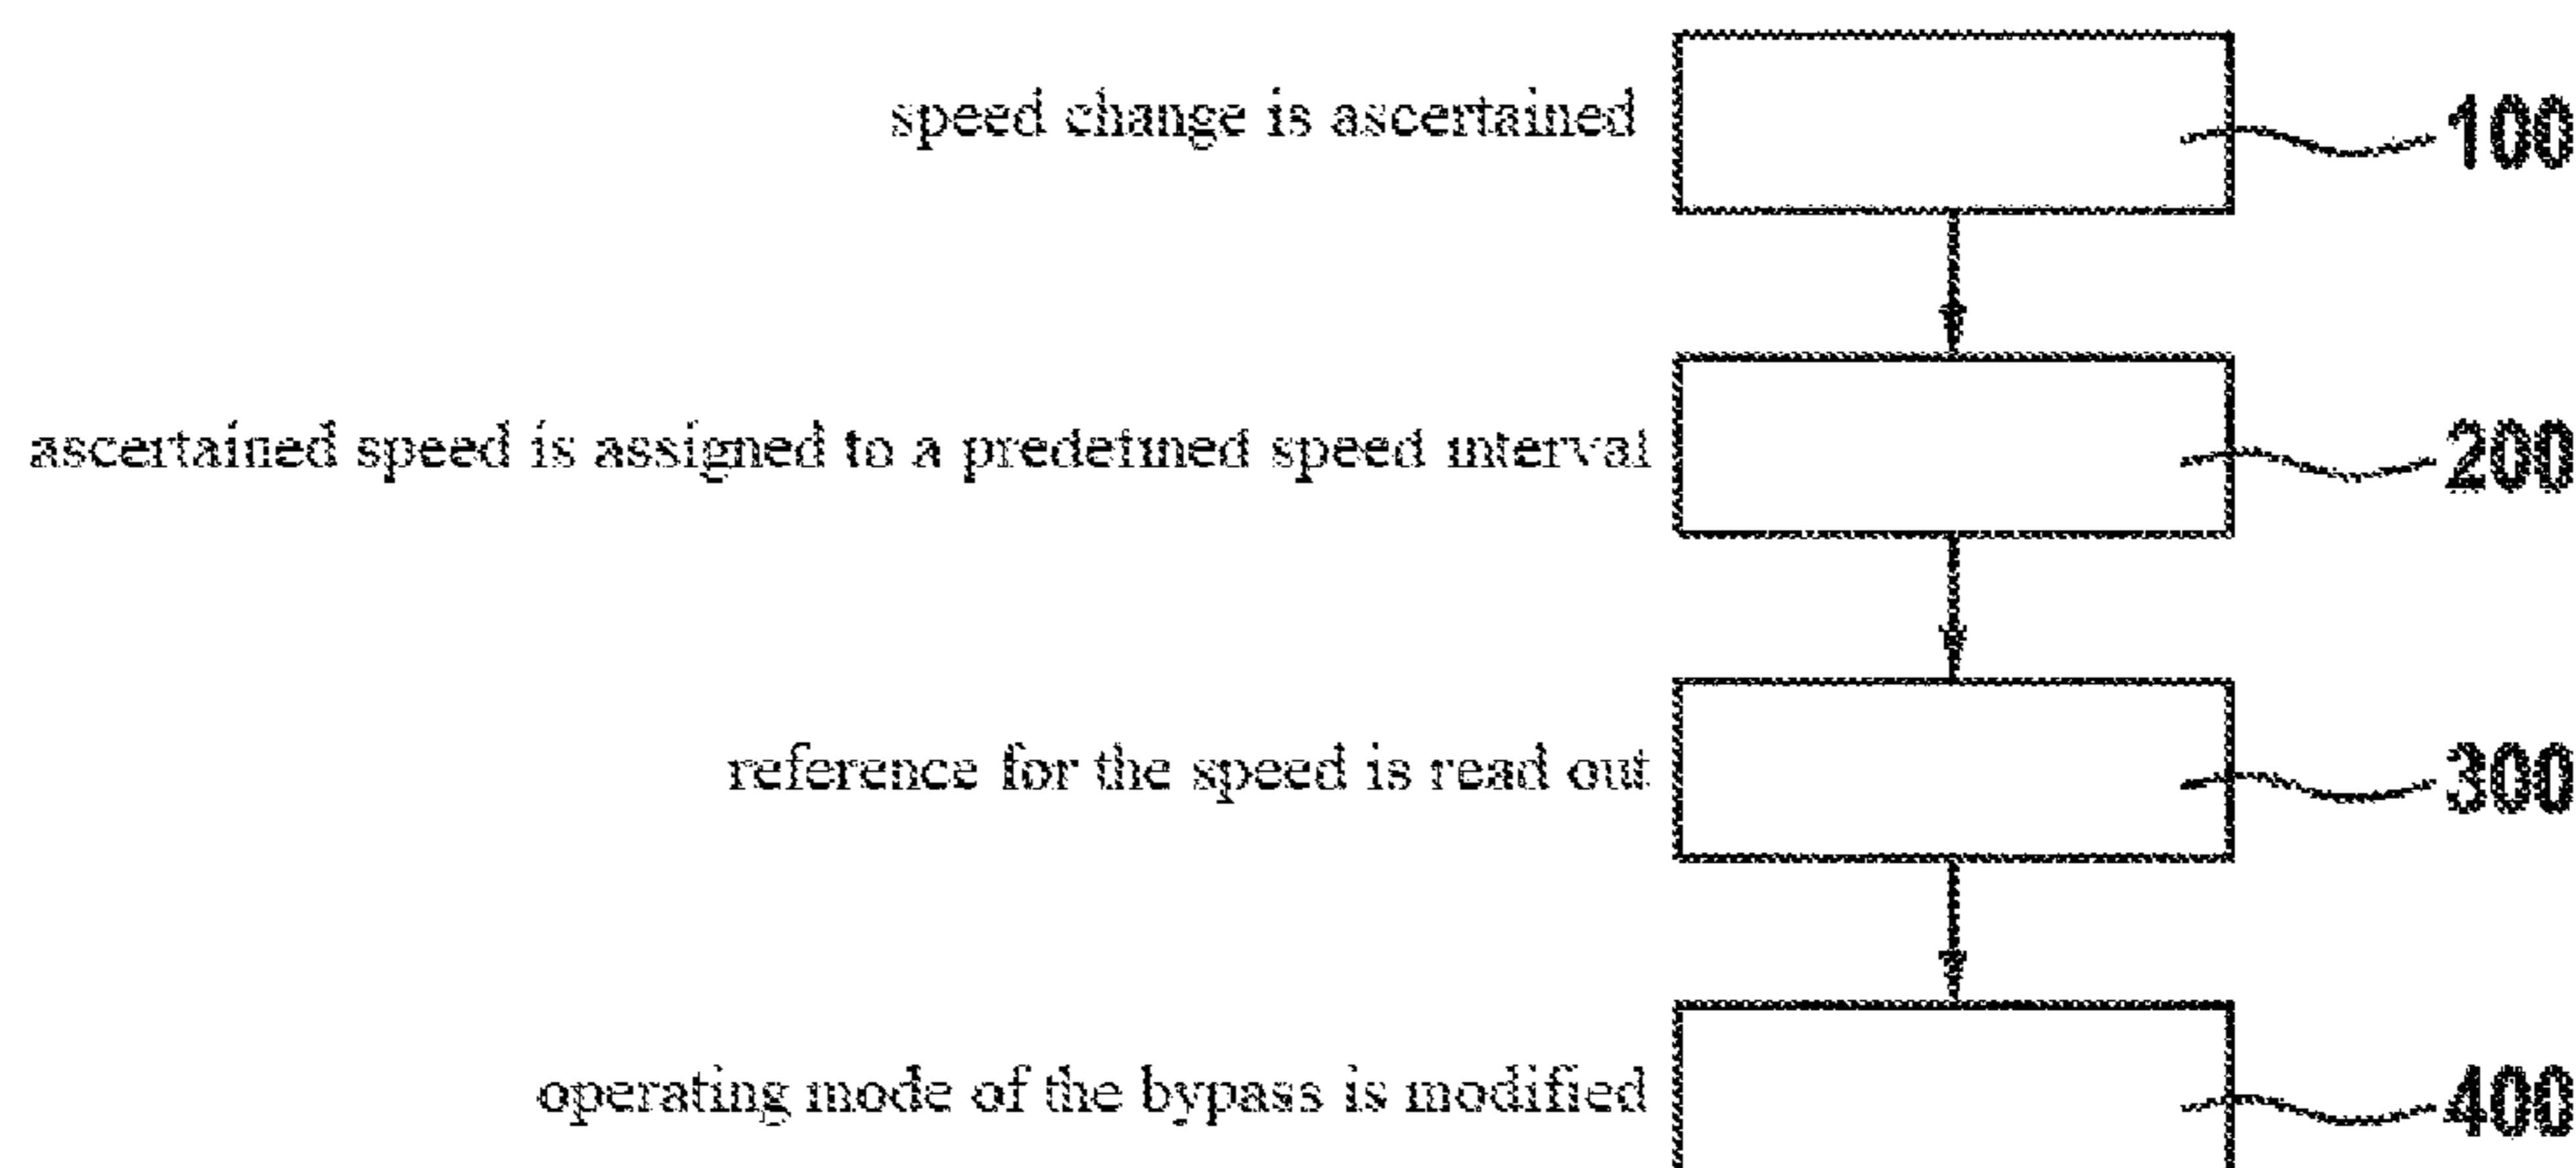 speed change is ascertained 100
ascertained speed is assigned to a predefined speed interval 200
reference for the speed is read out 300
operating mode of the bypass is modified 400